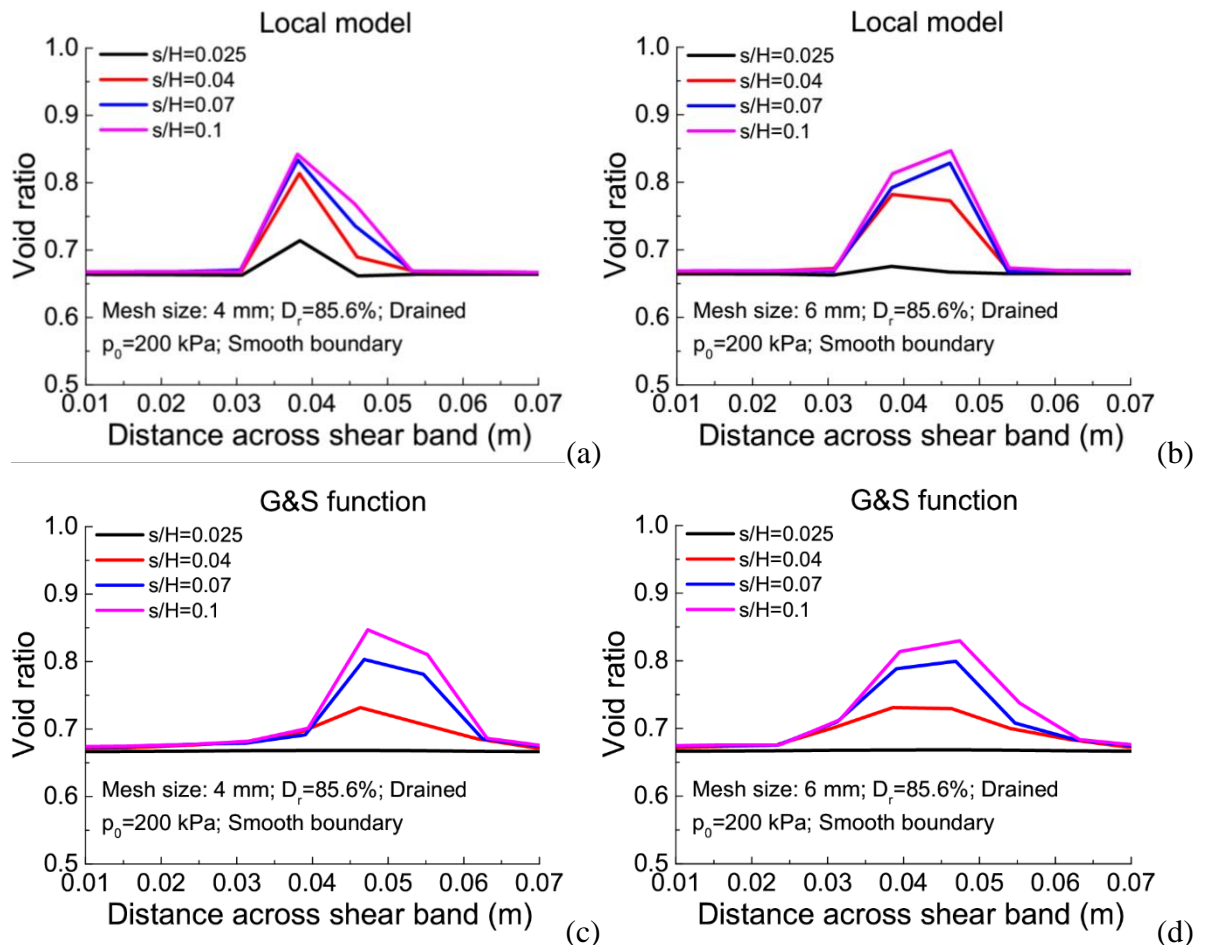 Local model
1.0
0.9
0.8
0.7
0.6
0.5
Void ratio
s/H=0.025
s/H=0.04
s/H=0.07
s/H=0.1
Mesh size: 4 mm; Dr=85.6%; Drained
p0=200 kPa; Smooth boundary
0.01 0.02 0.03 0.04 0.05 0.06 0.07
Distance across shear band (m)
(a)
Local model
1.0
0.9
0.8
0.7
0.6
0.5
Void ratio
s/H=0.025
s/H=0.04
s/H=0.07
s/H=0.1
Mesh size: 6 mm; Dr=85.6%; Drained
p0=200 kPa; Smooth boundary
0.01 0.02 0.03 0.04 0.05 0.06 0.07
Distance across shear band (m)
(b)
G&S function
1.0
0.9
0.8
0.7
0.6
0.5
Void ratio
s/H=0.025
s/H=0.04
s/H=0.07
s/H=0.1
Mesh size: 4 mm; Dr=85.6%; Drained
p0=200 kPa; Smooth boundary
0.01 0.02 0.03 0.04 0.05 0.06 0.07
Distance across shear band (m)
(c)
G&S function
1.0
0.9
0.8
0.7
0.6
0.5
Void ratio
s/H=0.025
s/H=0.04
s/H=0.07
s/H=0.1
Mesh size: 6 mm; Dr=85.6%; Drained
p0=200 kPa; Smooth boundary
0.01 0.02 0.03 0.04 0.05 0.06 0.07
Distance across shear band (m)
(d)